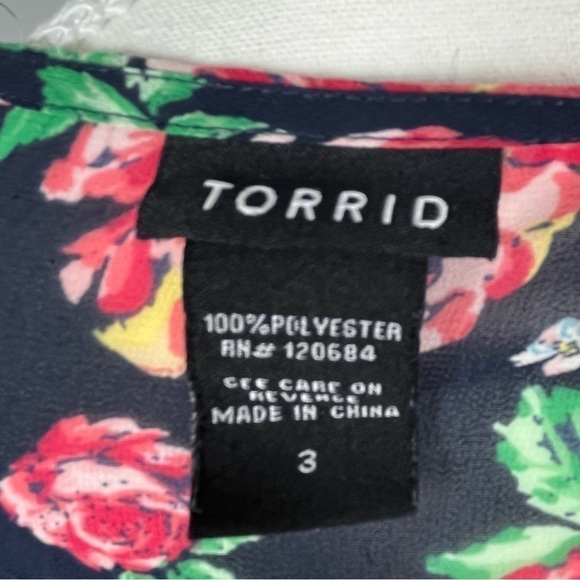 TORRID
100%POLYESTER
RN# 120684
SEE CARE ON
REVERSE
MADE IN CHINA
3